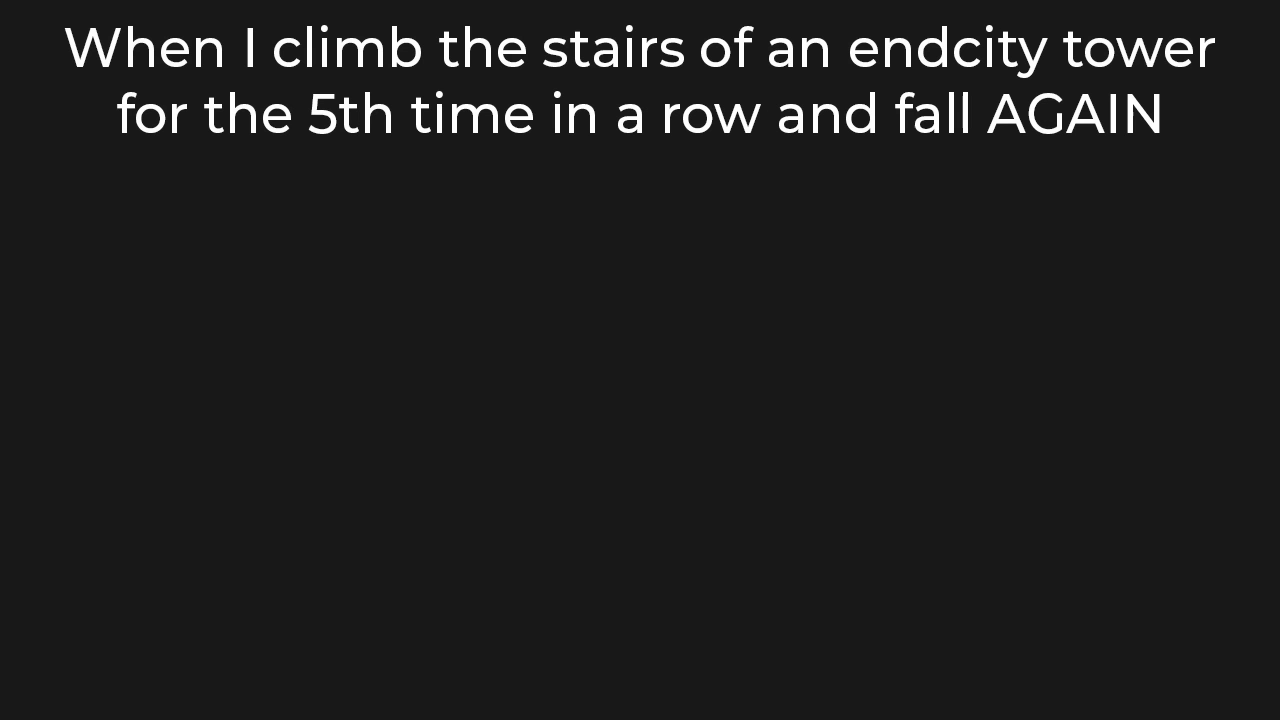 When I climb the stairs of an endcity tower
for the 5th time in a row and fall AGAIN